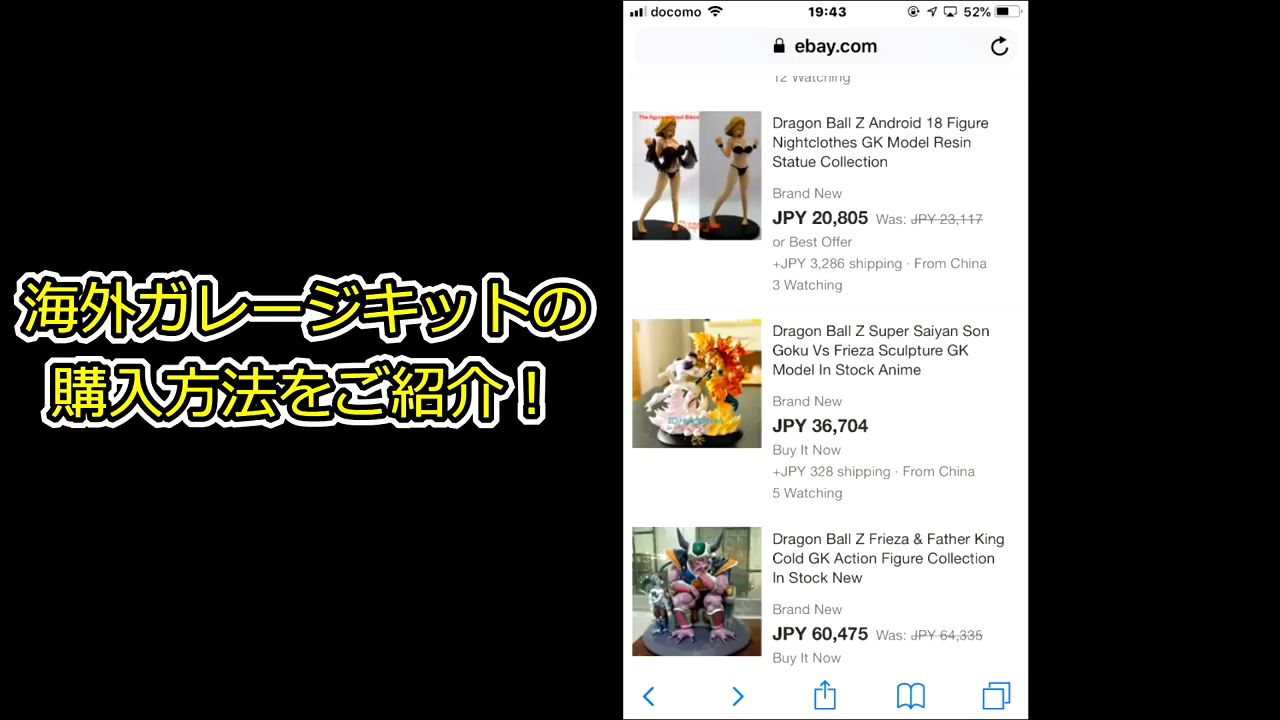 海外ガレージキットの
購入方法をご紹介！
docomo
19:43
52%
ebay.com
12 Watching
The figure without Bikini
Dragon Ball Z Android 18 Figure
Nightclothes GK Model Resin
Statue Collection
Brand New
JPY 20,805 Was: JPY 23,117
or Best Offer
+JPY 3,286 shipping · From China
3 Watching
Dragon Ball Z Super Saiyan Son
Goku Vs Frieza Sculpture GK
Model In Stock Anime
Brand New
JPY 36,704
Buy It Now
+JPY 328 shipping · From China
5 Watching
Dragon Ball Z Frieza & Father King
Cold GK Action Figure Collection
In Stock New
Brand New
JPY 60,475 Was: JPY 64,335
Buy It Now